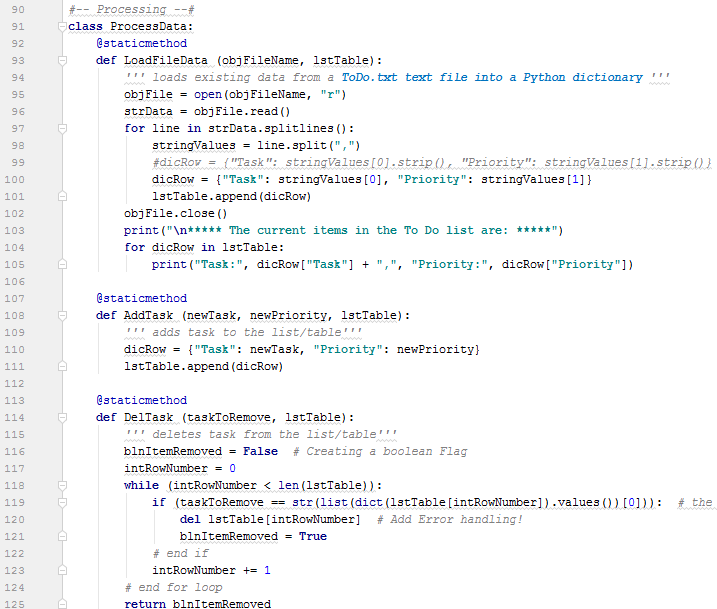 90 #-- Processing --#
91 class ProcessData:
92     @staticmethod
93     def LoadFileData (objFileName, lstTable):
94         ''' loads existing data from a ToDo.txt text file into a Python dictionary '''
95         objFile = open(objFileName, "r")
96         strData = objFile.read()
97         for line in strData.splitlines():
98             stringValues = line.split(",")
99             #dicRow = {"Task": stringValues[0].strip(), "Priority": stringValues[1].strip()}
100             dicRow = {"Task": stringValues[0], "Priority": stringValues[1]}
101             lstTable.append(dicRow)
102         objFile.close()
103         print("\n***** The current items in the To Do list are: *****")
104         for dicRow in lstTable:
105             print("Task:", dicRow["Task"] + ",", "Priority:", dicRow["Priority"])
106
107     @staticmethod
108     def AddTask (newTask, newPriority, lstTable):
109         ''' adds task to the list/table'''
110         dicRow = {"Task": newTask, "Priority": newPriority}
111         lstTable.append(dicRow)
112
113     @staticmethod
114     def DelTask (taskToRemove, lstTable):
115         ''' deletes task from the list/table'''
116         blnItemRemoved = False  # Creating a boolean Flag
117         intRowNumber = 0
118         while (intRowNumber < len(lstTable)):
119             if (taskToRemove == str(list(dict(lstTable[intRowNumber]).values())[0])):  # the
120                 del lstTable[intRowNumber]  # Add Error handling!
121                 blnItemRemoved = True
122             # end if
123             intRowNumber += 1
124         # end for loop
125         return blnItemRemoved